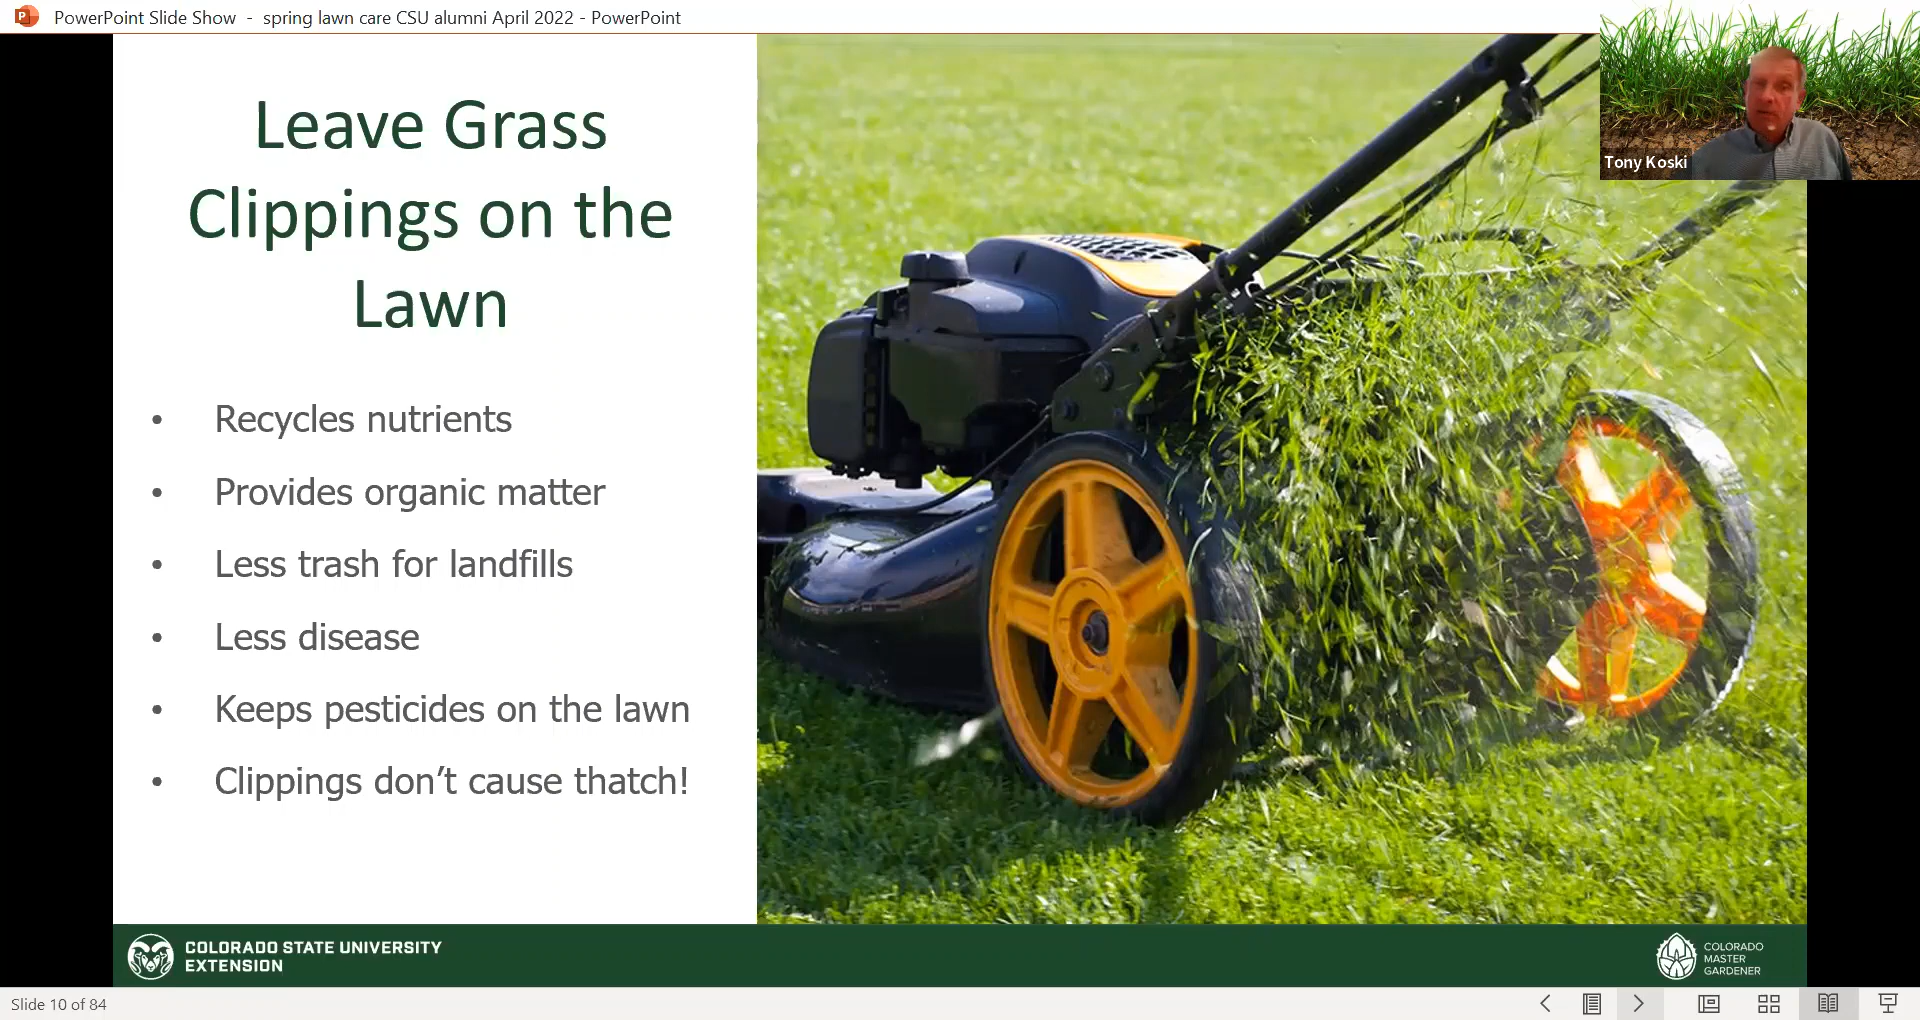 PowerPoint Slide Show - spring lawn care CSU alumni April 2022 - PowerPoint
Tony Koski
Leave Grass
Clippings on the
Lawn
• Recycles nutrients
• Provides organic matter
• Less trash for landfills
• Less disease
• Keeps pesticides on the lawn
• Clippings don’t cause thatch!
COLORADO STATE UNIVERSITY
EXTENSION
COLORADO
MASTER
GARDENER
Slide 10 of 84